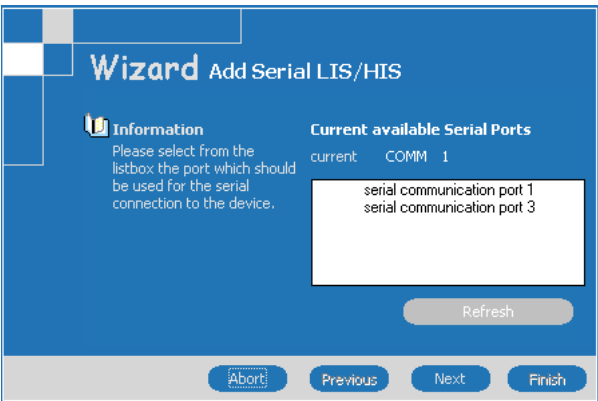 Wizard Add Serial LIS/HIS
Information
Please select from the
listbox the port which should
be used for the serial
connection to the device.
Current available Serial Ports
current COMM 1
serial communication port 1
serial communication port 3
Refresh
Abort Previous Next Finish